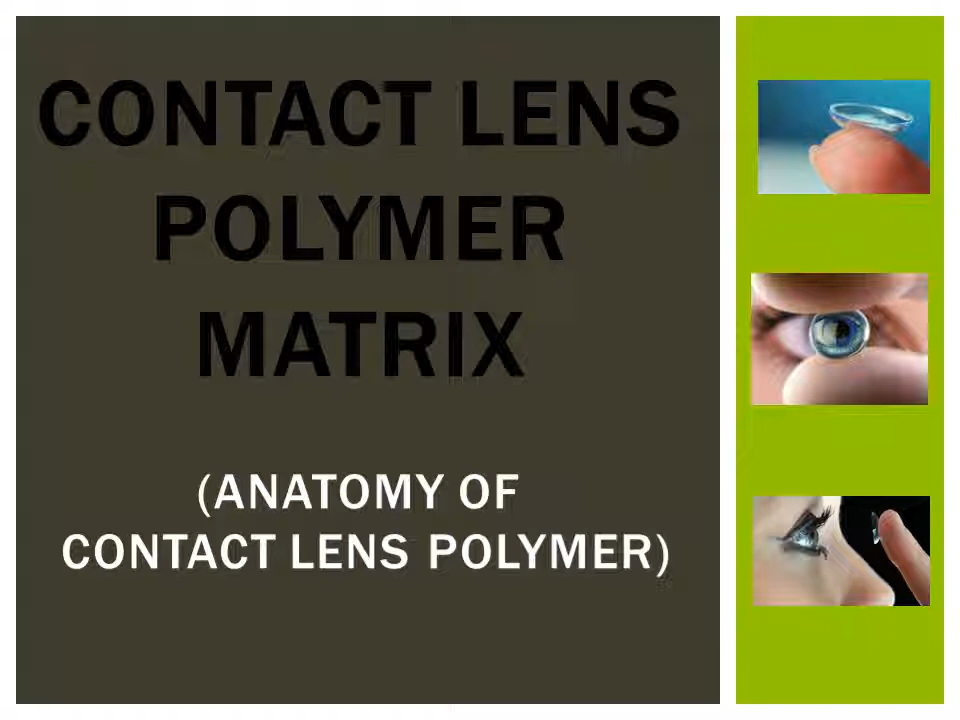 CONTACT LENS
POLYMER
MATRIX
(ANATOMY OF
CONTACT LENS POLYMER)